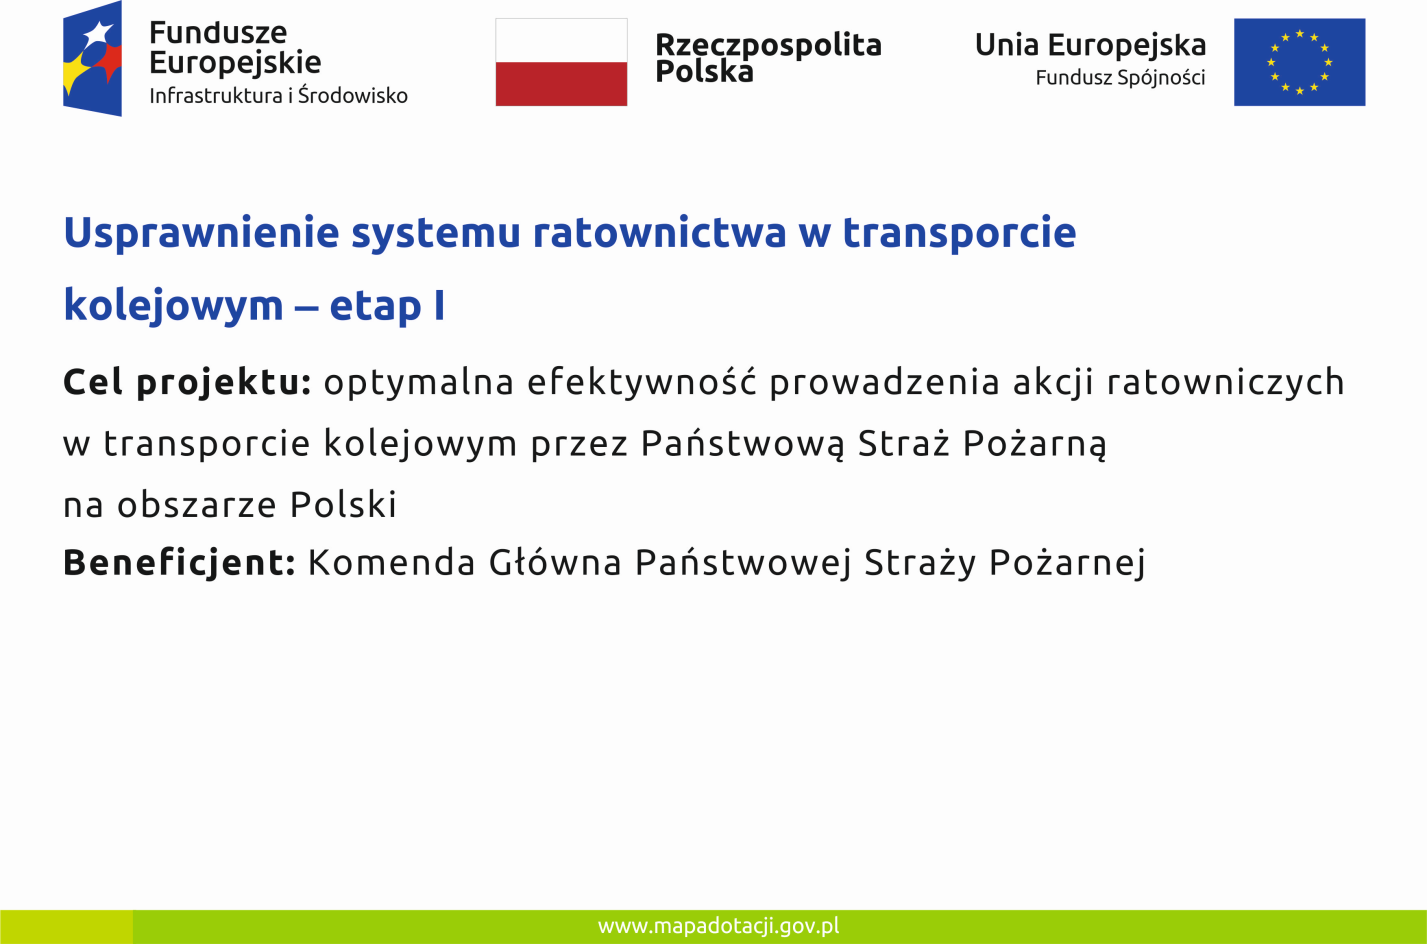 Fundusze
Europejskie
Infrastruktura i Środowisko
Rzeczpospolita
Polska
Unia Europejska
Fundusz Spójności
Usprawnienie systemu ratownictwa w transporcie
kolejowym – etap I
Cel projektu: optymalna efektywność prowadzenia akcji ratowniczych
w transporcie kolejowym przez Państwową Straż Pożarną
na obszarze Polski
Beneficjent: Komenda Główna Państwowej Straży Pożarnej
www.mapadotacji.gov.pl